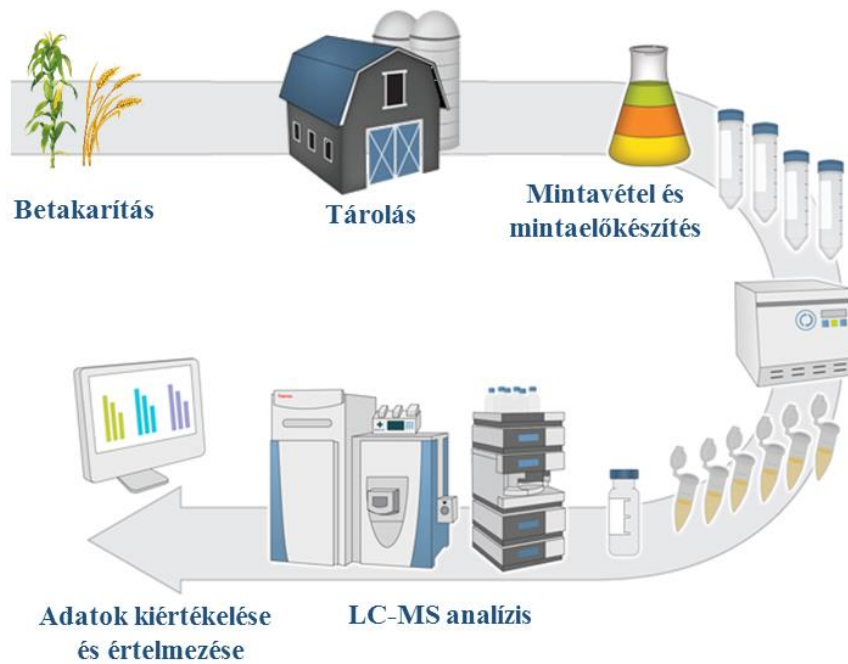 Betakarítás
Tárolás
Mintavétel és
mintaelőkészítés
LC-MS analízis
Adatok kiértékelése
és értelmezése